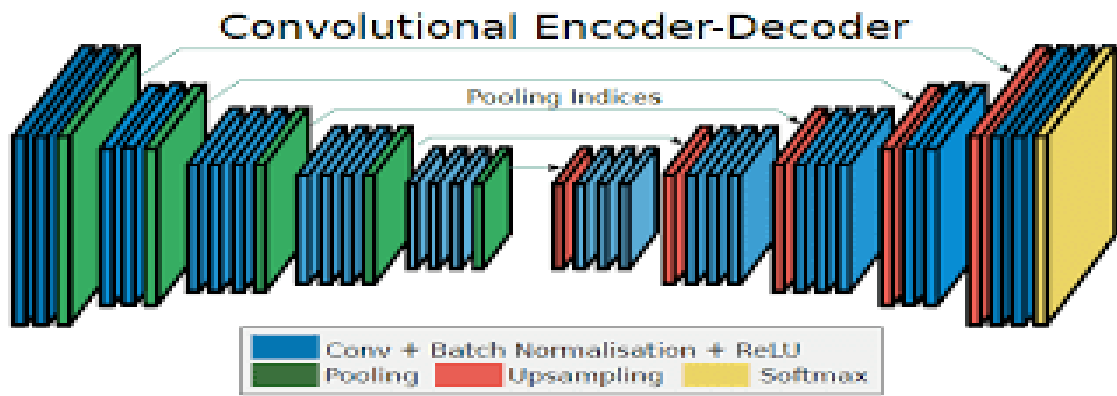 Convolutional Encoder-Decoder
Pooling Indices
Conv + Batch Normalisation + ReLU
Pooling Upsampling Softmax